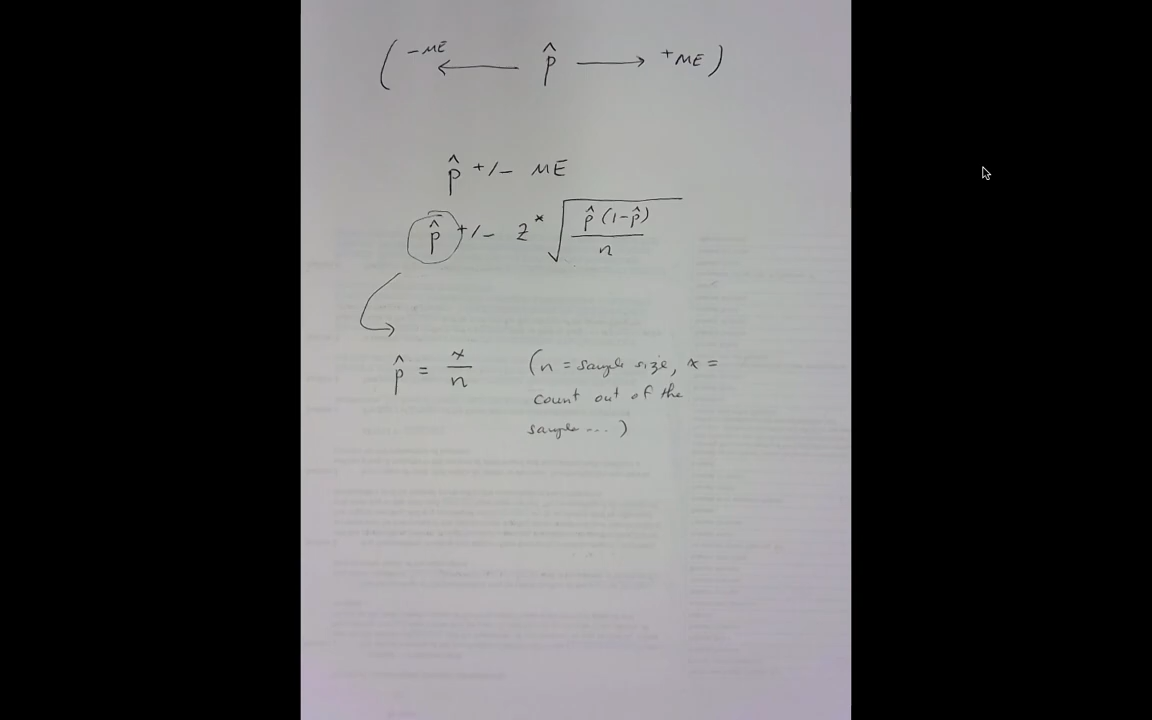 ( -ME ← p̂ → +ME )
p̂ +/- ME
p̂ +/- z* √(p̂(1-p̂)/n)
p̂ = x/n (n = sample size, x =
count out of the
sample ... )